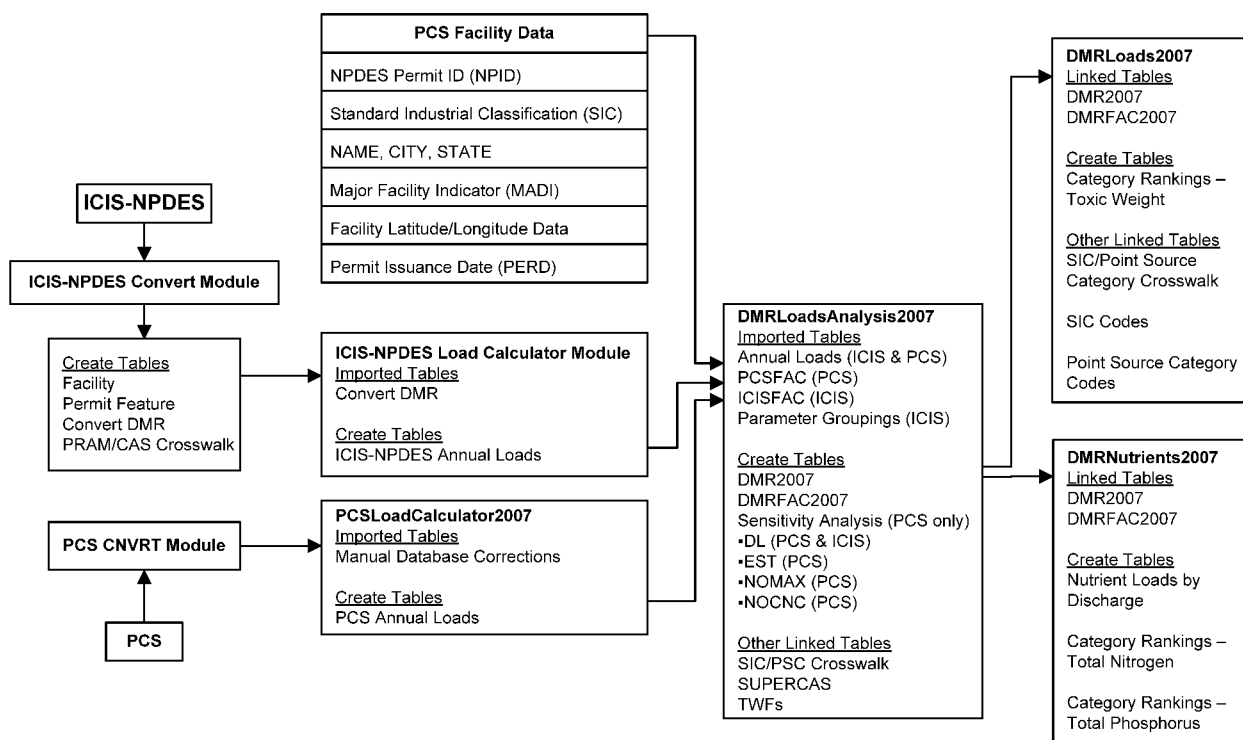 PCS Facility Data
NPDES Permit ID (NPID)
Standard Industrial Classification (SIC)
NAME, CITY, STATE
Major Facility Indicator (MADI)
Facility Latitude/Longitude Data
Permit Issuance Date (PERD)
ICIS-NPDES
ICIS-NPDES Convert Module
Create Tables
Facility
Permit Feature
Convert DMR
PRAM/CAS Crosswalk
ICIS-NPDES Load Calculator Module
Imported Tables
Convert DMR
Create Tables
ICIS-NPDES Annual Loads
PCS CNVRT Module
PCS
PCSLoadCalculator2007
Imported Tables
Manual Database Corrections
Create Tables
PCS Annual Loads
DMRLoadsAnalysis2007
Imported Tables
Annual Loads (ICIS & PCS)
PCSFAC (PCS)
ICISFAC (ICIS)
Parameter Groupings (ICIS)
Create Tables
DMR2007
DMRFAC2007
Sensitivity Analysis (PCS only)
▪DL (PCS & ICIS)
▪EST (PCS)
▪NOMAX (PCS)
▪NOCNC (PCS)
Other Linked Tables
SIC/PSC Crosswalk
SUPERCAS
TWFs
DMRLoads2007
Linked Tables
DMR2007
DMRFAC2007
Create Tables
Category Rankings –
Toxic Weight
Other Linked Tables
SIC/Point Source
Category Crosswalk
SIC Codes
Point Source Category
Codes
DMRNutrients2007
Linked Tables
DMR2007
DMRFAC2007
Create Tables
Nutrient Loads by
Discharge
Category Rankings –
Total Nitrogen
Category Rankings –
Total Phosphorus